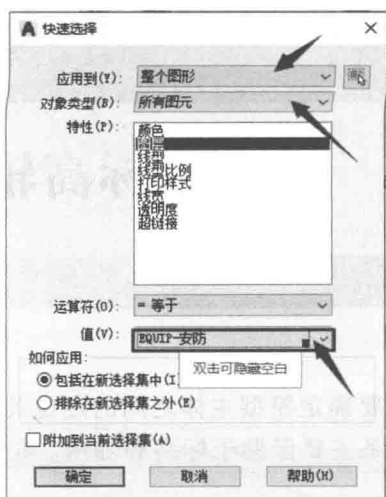 快速选择
应用到(Y): 整个图形
对象类型(B): 所有图元
特性(P):
颜色
图层
线型
线型比例
打印样式
线宽
透明度
超链接
运算符(O): = 等于
值(V): EQUIP-安防
双击可隐藏空白
如何应用:
包括在新选择集中(I)
排除在新选择集之外(E)
附加到当前选择集(A)
确定 取消 帮助(H)